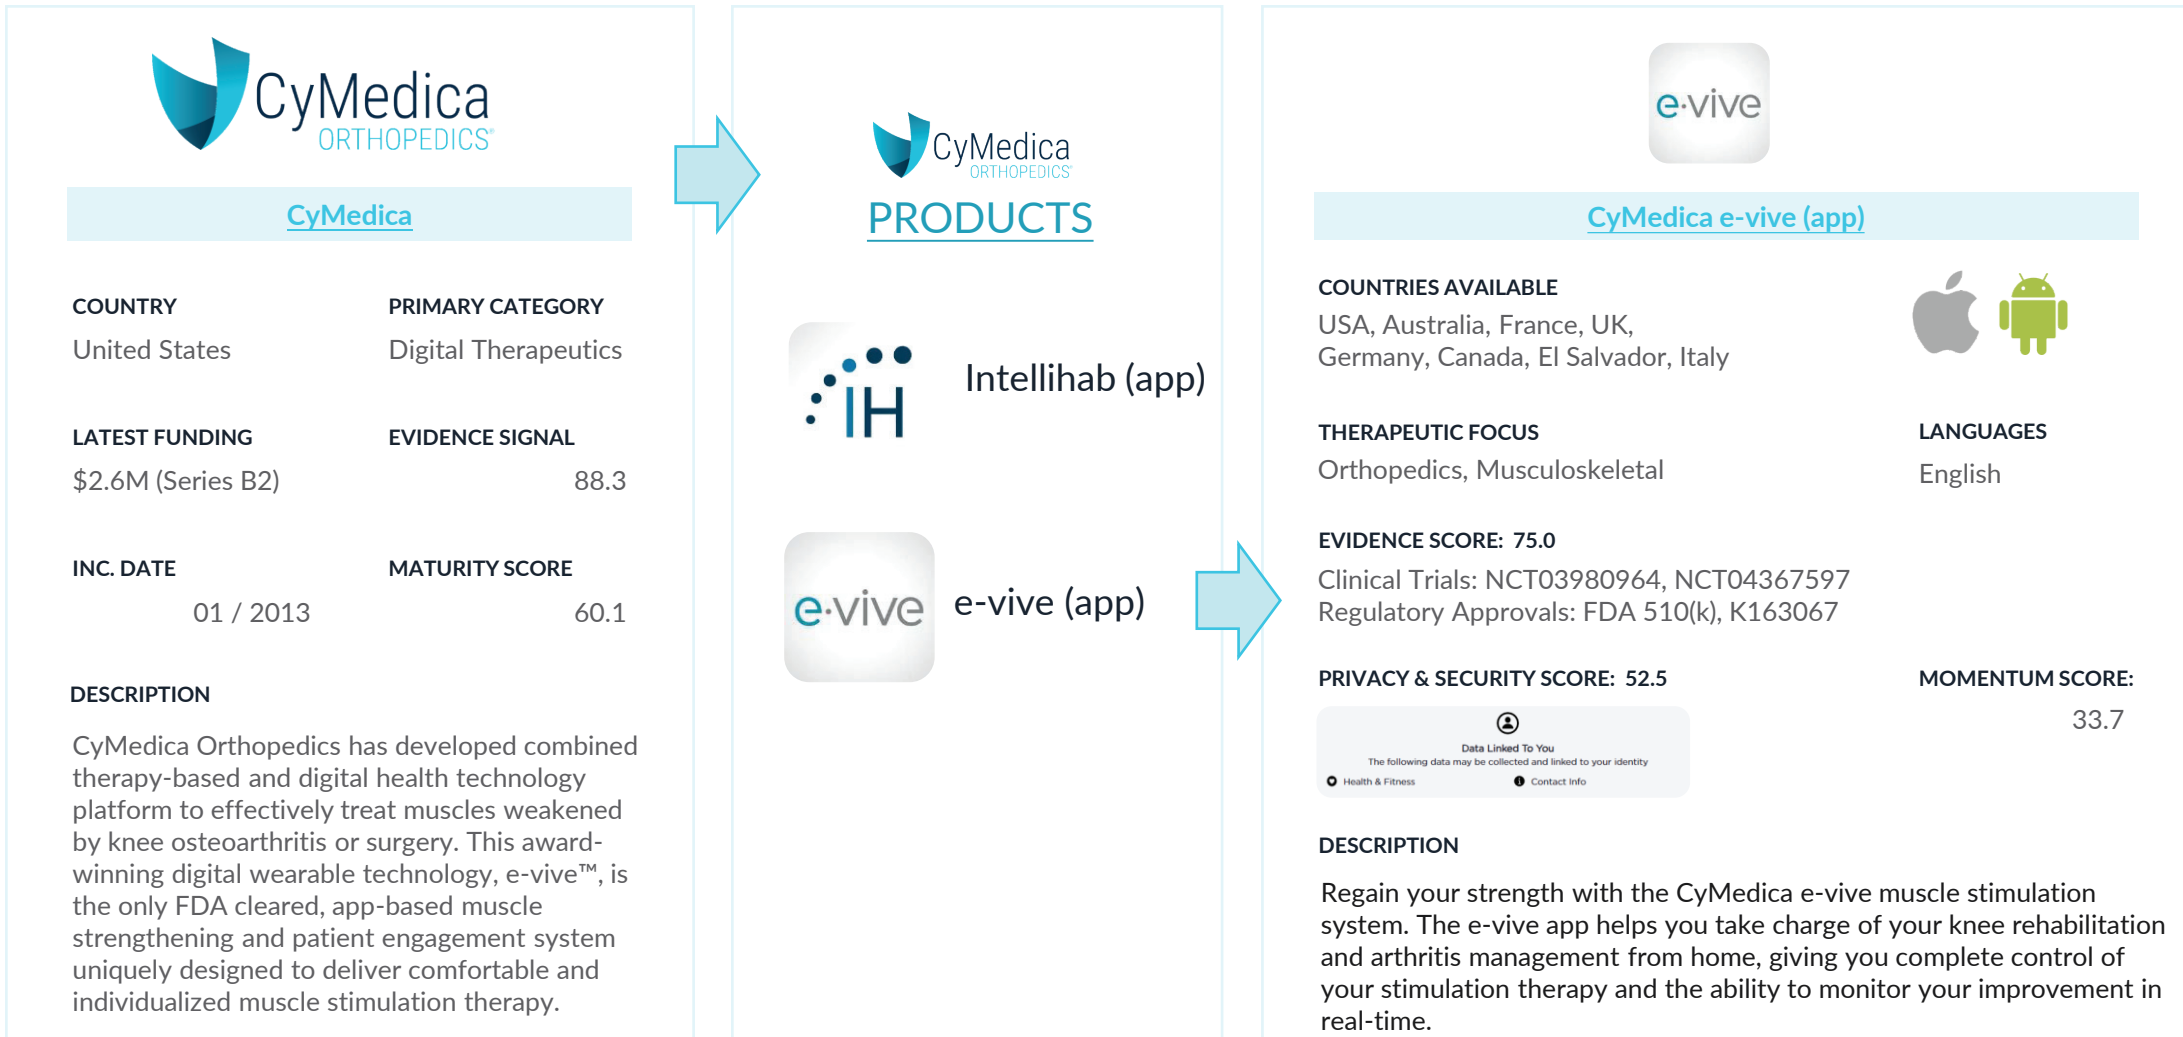 CyMedica
ORTHOPEDICS®
CyMedica
COUNTRY
United States
PRIMARY CATEGORY
Digital Therapeutics
LATEST FUNDING
$2.6M (Series B2)
EVIDENCE SIGNAL
88.3
INC. DATE
01 / 2013
MATURITY SCORE
60.1
DESCRIPTION
CyMedica Orthopedics has developed combined
therapy-based and digital health technology
platform to effectively treat muscles weakened
by knee osteoarthritis or surgery. This award-
winning digital wearable technology, e-vive™, is
the only FDA cleared, app-based muscle
strengthening and patient engagement system
uniquely designed to deliver comfortable and
individualized muscle stimulation therapy.
CyMedica
ORTHOPEDICS®
PRODUCTS
IH
Intellihab (app)
e·vive
e-vive (app)
e·vive
CyMedica e-vive (app)
COUNTRIES AVAILABLE
USA, Australia, France, UK,
Germany, Canada, El Salvador, Italy
THERAPEUTIC FOCUS
Orthopedics, Musculoskeletal
LANGUAGES
English
EVIDENCE SCORE: 75.0
Clinical Trials: NCT03980964, NCT04367597
Regulatory Approvals: FDA 510(k), K163067
PRIVACY & SECURITY SCORE: 52.5
Data Linked To You
The following data may be collected and linked to your identity
Health & Fitness
Contact Info
MOMENTUM SCORE:
33.7
DESCRIPTION
Regain your strength with the CyMedica e-vive muscle stimulation
system. The e-vive app helps you take charge of your knee rehabilitation
and arthritis management from home, giving you complete control of
your stimulation therapy and the ability to monitor your improvement in
real-time.